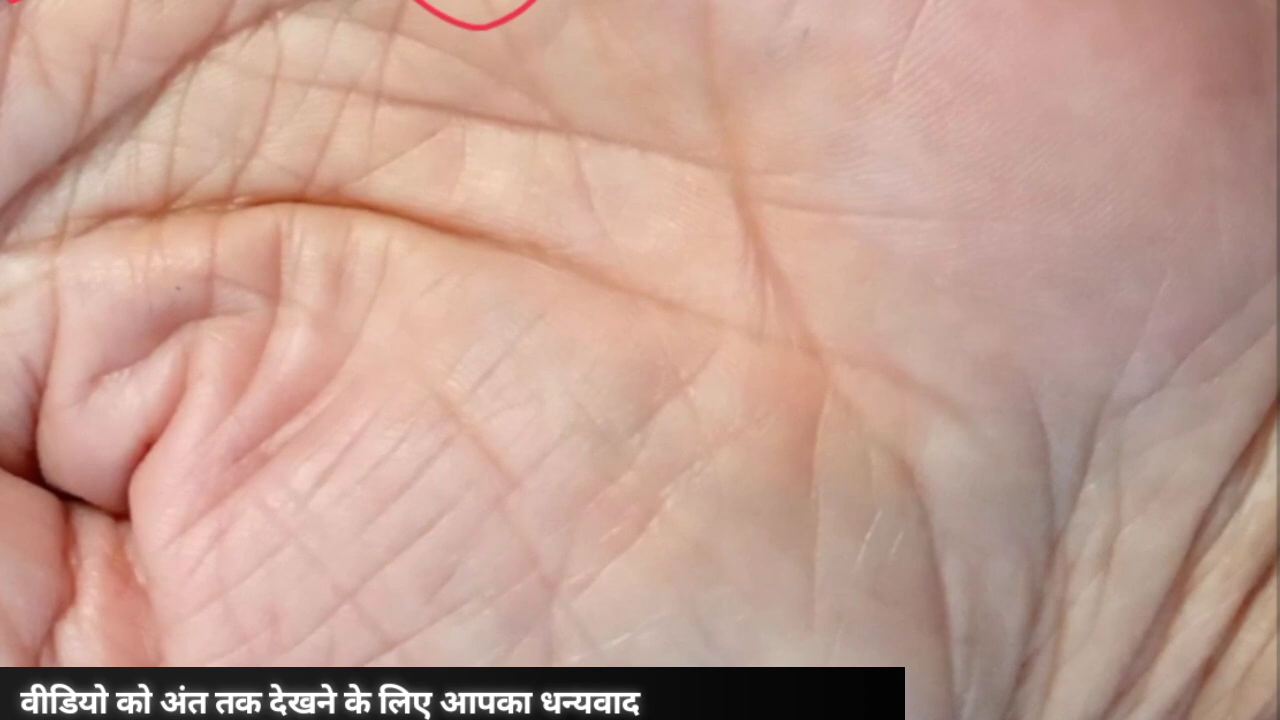 वीडियो को अंत तक देखने के लिए आपका धन्यवाद